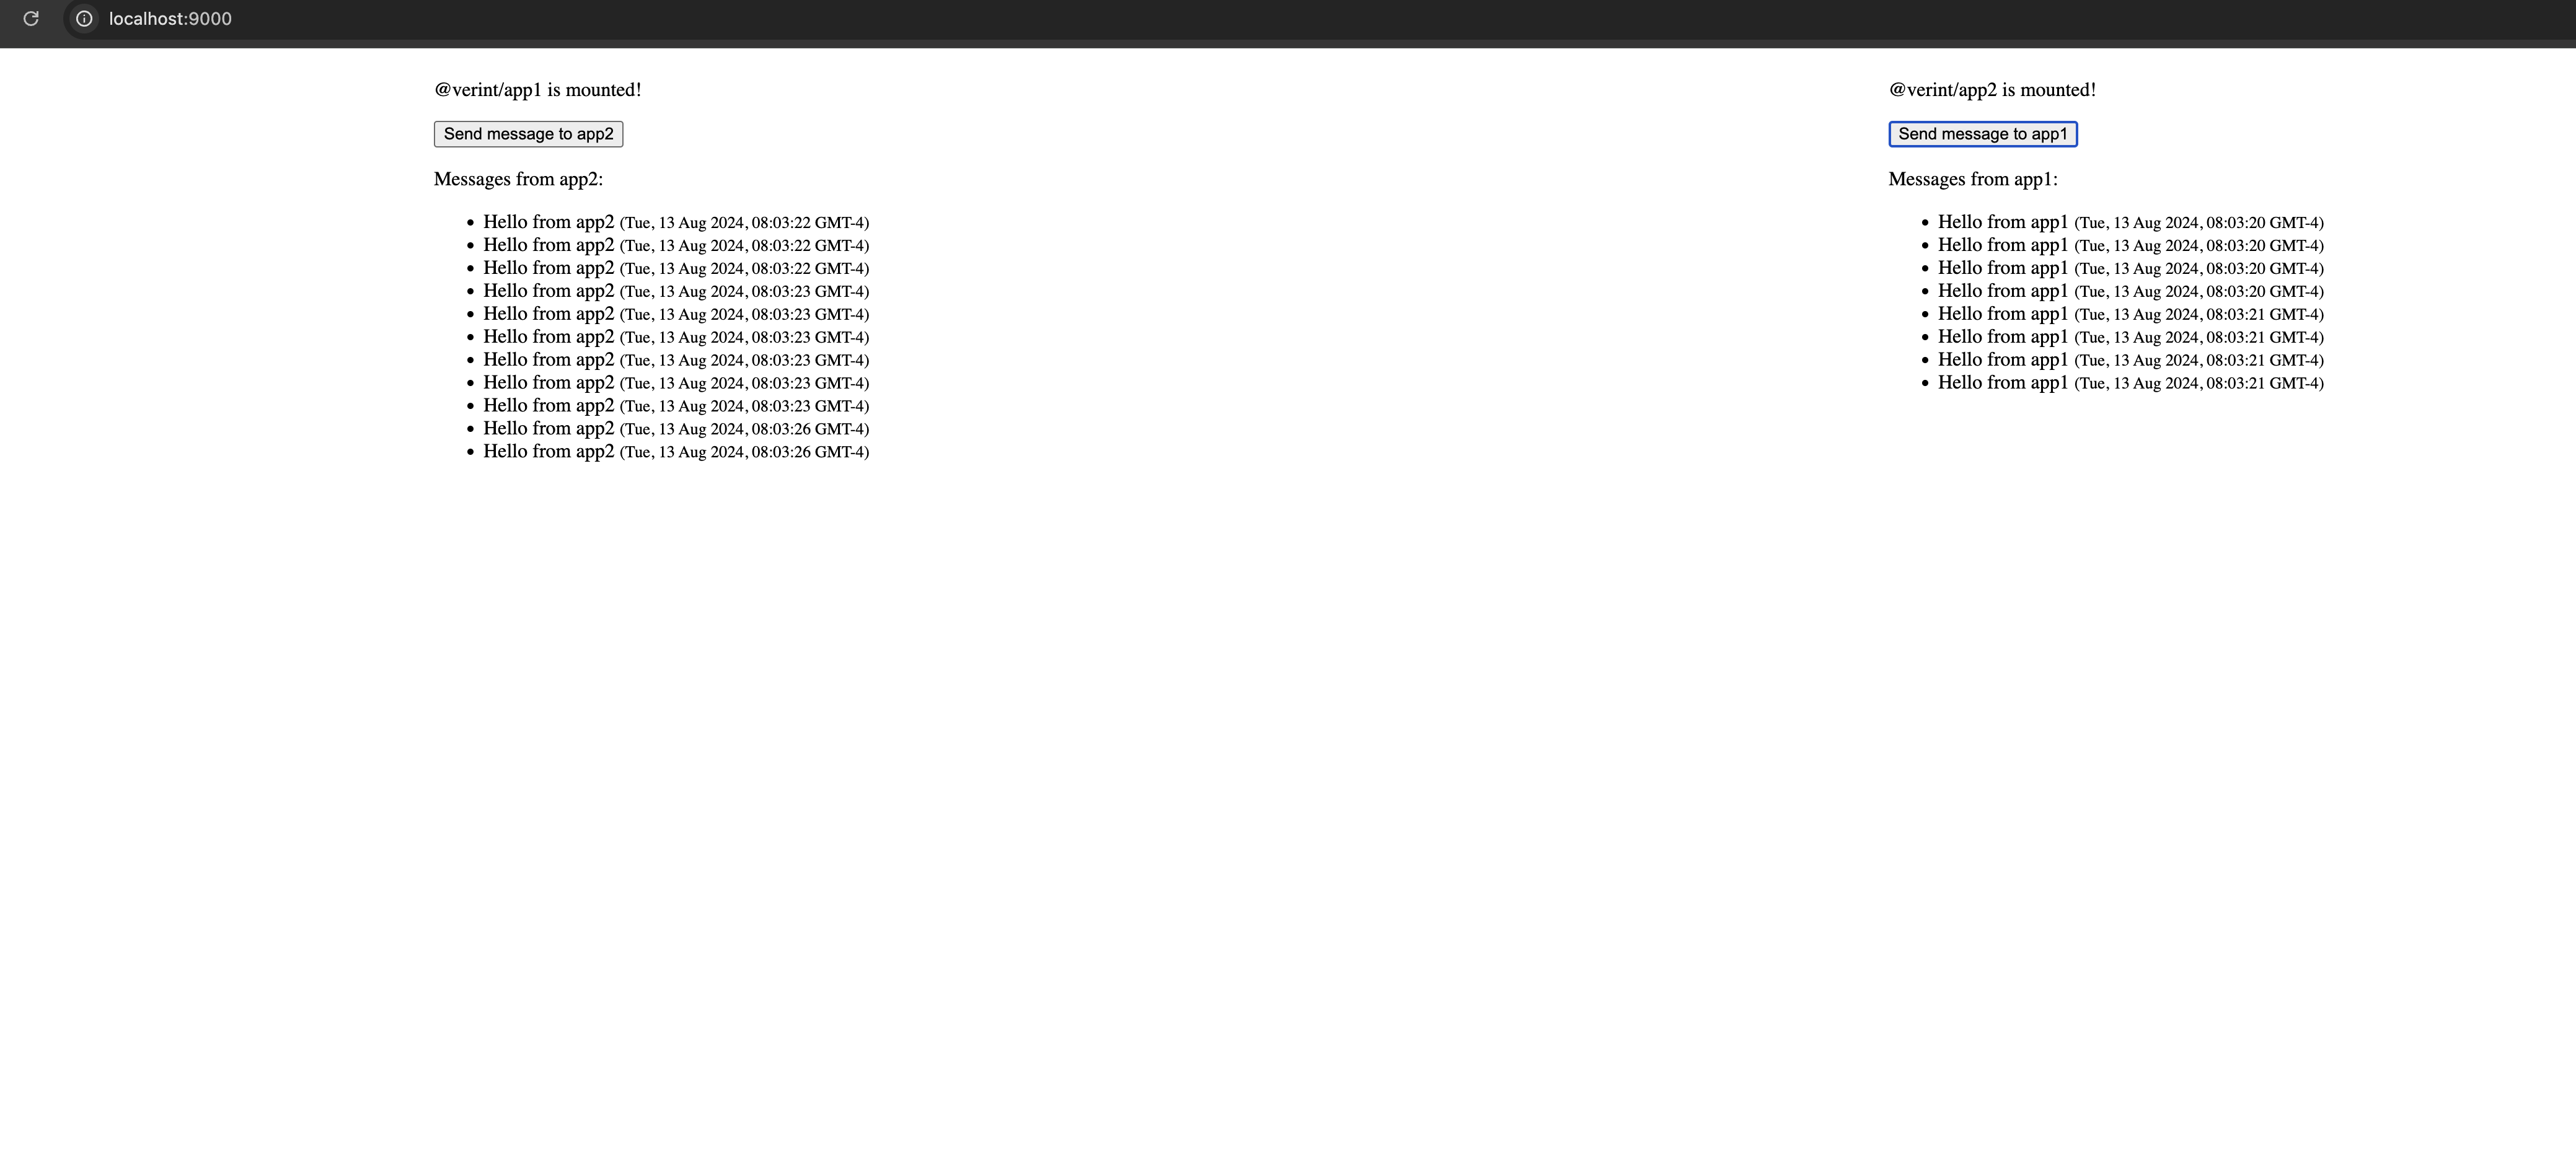 localhost:9000
@verint/app1 is mounted!
Send message to app2
Messages from app2:
• Hello from app2 (Tue, 13 Aug 2024, 08:03:22 GMT-4)
• Hello from app2 (Tue, 13 Aug 2024, 08:03:22 GMT-4)
• Hello from app2 (Tue, 13 Aug 2024, 08:03:22 GMT-4)
• Hello from app2 (Tue, 13 Aug 2024, 08:03:23 GMT-4)
• Hello from app2 (Tue, 13 Aug 2024, 08:03:23 GMT-4)
• Hello from app2 (Tue, 13 Aug 2024, 08:03:23 GMT-4)
• Hello from app2 (Tue, 13 Aug 2024, 08:03:23 GMT-4)
• Hello from app2 (Tue, 13 Aug 2024, 08:03:23 GMT-4)
• Hello from app2 (Tue, 13 Aug 2024, 08:03:23 GMT-4)
• Hello from app2 (Tue, 13 Aug 2024, 08:03:26 GMT-4)
• Hello from app2 (Tue, 13 Aug 2024, 08:03:26 GMT-4)
@verint/app2 is mounted!
Send message to app1
Messages from app1:
• Hello from app1 (Tue, 13 Aug 2024, 08:03:20 GMT-4)
• Hello from app1 (Tue, 13 Aug 2024, 08:03:20 GMT-4)
• Hello from app1 (Tue, 13 Aug 2024, 08:03:20 GMT-4)
• Hello from app1 (Tue, 13 Aug 2024, 08:03:20 GMT-4)
• Hello from app1 (Tue, 13 Aug 2024, 08:03:21 GMT-4)
• Hello from app1 (Tue, 13 Aug 2024, 08:03:21 GMT-4)
• Hello from app1 (Tue, 13 Aug 2024, 08:03:21 GMT-4)
• Hello from app1 (Tue, 13 Aug 2024, 08:03:21 GMT-4)